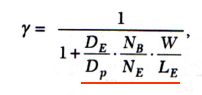 γ = 1 / (1 + D_E/D_p · N_B/N_E · W/L_E),